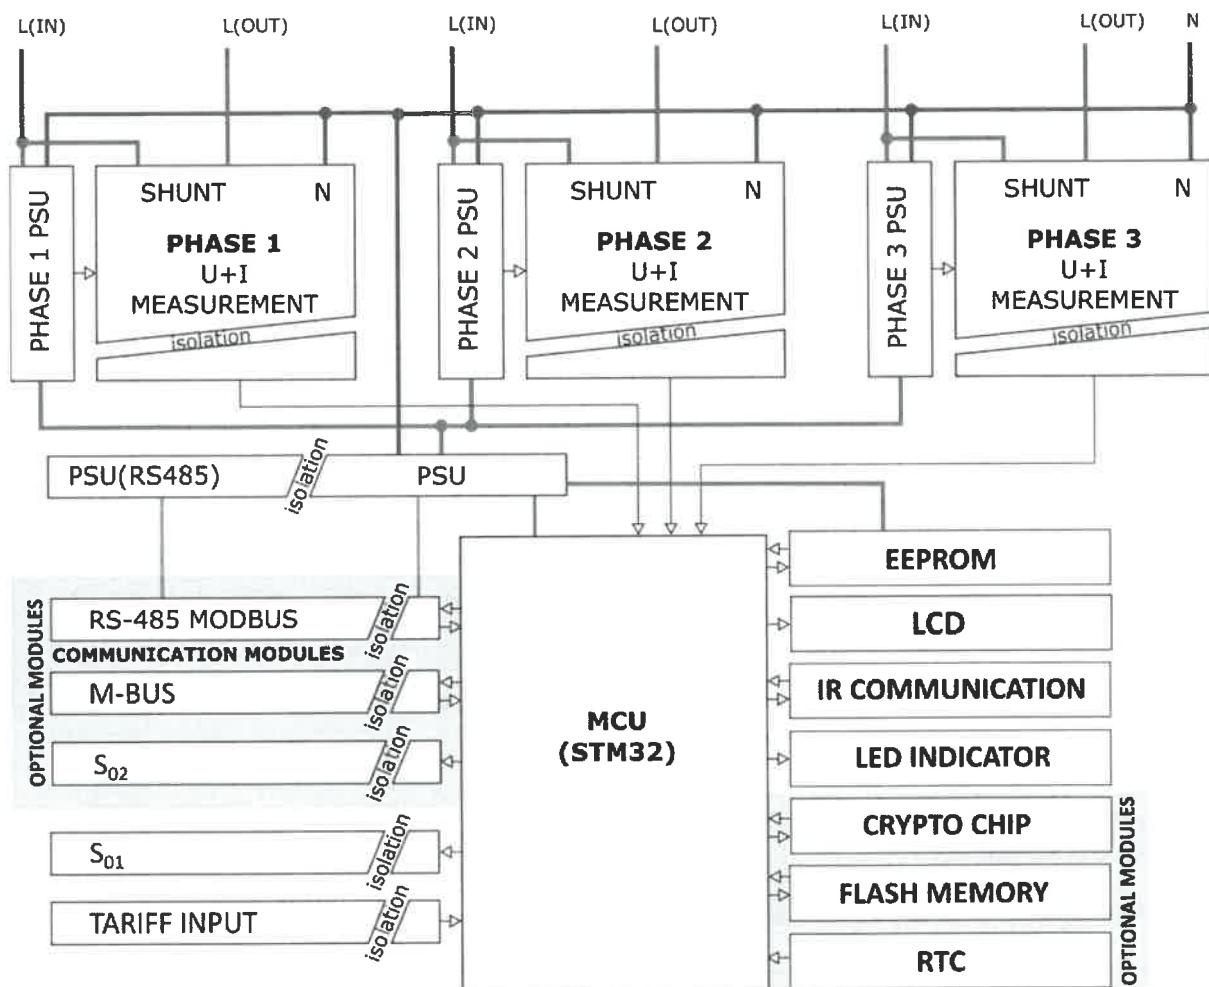 L(IN)
L(OUT)
L(IN)
L(OUT)
L(IN)
L(OUT)
N
PHASE 1 PSU
SHUNT N
PHASE 1
U+I
MEASUREMENT
isolation
PHASE 2 PSU
SHUNT N
PHASE 2
U+I
MEASUREMENT
isolation
PHASE 3 PSU
SHUNT N
PHASE 3
U+I
MEASUREMENT
isolation
PSU(RS485)
isolation
PSU
OPTIONAL MODULES
RS-485 MODBUS
isolation
COMMUNICATION MODULES
M-BUS
isolation
S02
isolation
S01
isolation
TARIFF INPUT
isolation
MCU
(STM32)
EEPROM
LCD
IR COMMUNICATION
LED INDICATOR
CRYPTO CHIP
FLASH MEMORY
RTC
OPTIONAL MODULES